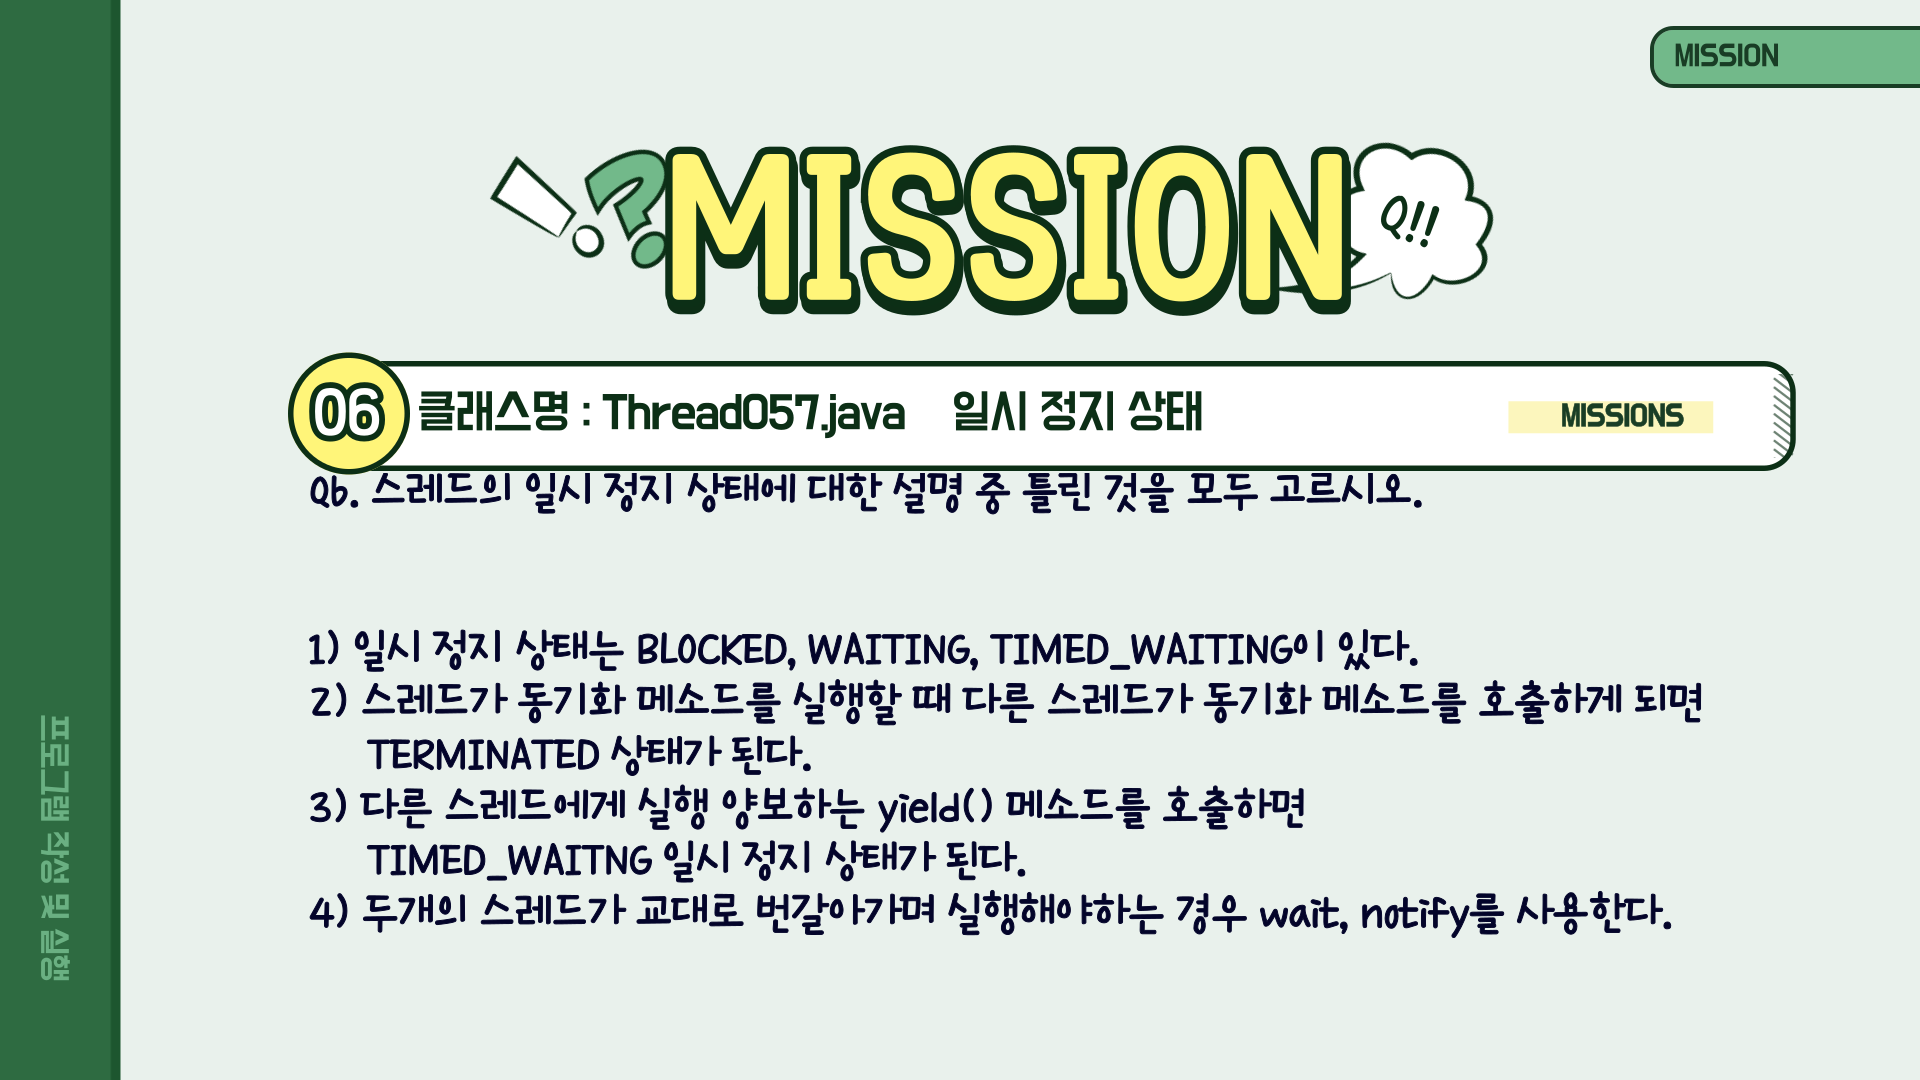 MISSION
MISSION
Q!!
06 클래스명 : Thread057.java 일시 정지 상태 MISSIONS
Q6. 스레드의 일시 정지 상태에 대한 설명 중 틀린 것을 모두 고르시오.
1) 일시 정지 상태는 BLOCKED, WAITING, TIMED_WAITING이 있다.
2) 스레드가 동기화 메소드를 실행할 때 다른 스레드가 동기화 메소드를 호출하게 되면
TERMINATED 상태가 된다.
3) 다른 스레드에게 실행 양보하는 yield() 메소드를 호출하면
TIMED_WAITNG 일시 정지 상태가 된다.
4) 두개의 스레드가 교대로 번갈아가며 실행해야하는 경우 wait, notify를 사용한다.
프로그램 작성 및 실행